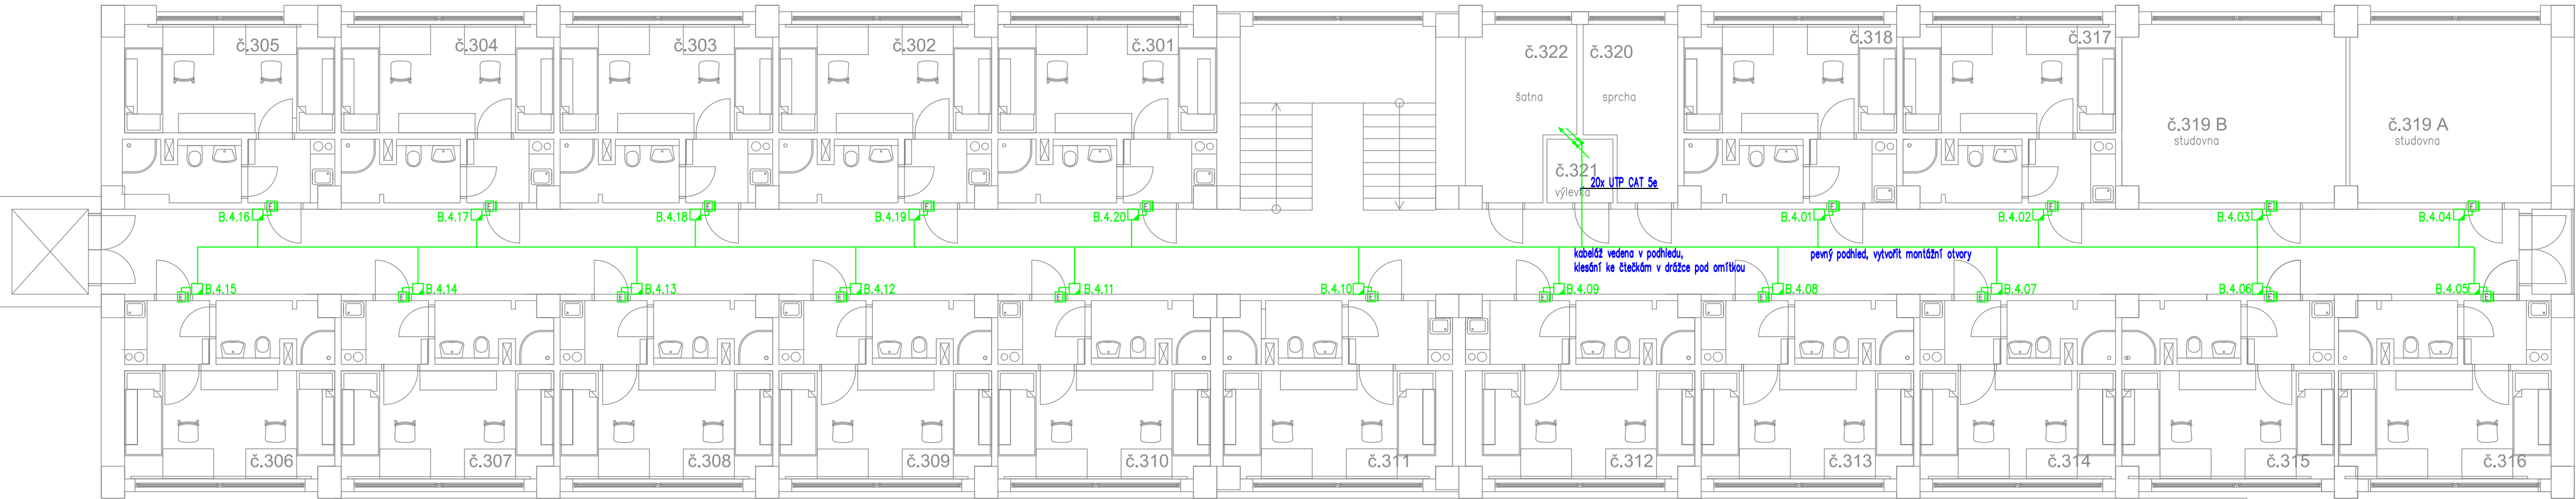 č.305
č.304
č.303
č.302
č.301
č.322
č.320
č.318
č.317
šatna
sprcha
č.319 B
studovna
č.319 A
studovna
č.321
výlevka
20x UTP CAT 5e
B.4.16
B.4.17
B.4.18
B.4.19
B.4.20
B.4.01
B.4.02
B.4.03
B.4.04
kabeláž vedena v podhledu,
klesání ke čtečkám v drážce pod omítkou
pevný podhled, vytvořit montážní otvory
B.4.15
B.4.14
B.4.13
B.4.12
B.4.11
B.4.10
B.4.09
B.4.08
B.4.07
B.4.06
B.4.05
č.306
č.307
č.308
č.309
č.310
č.311
č.312
č.313
č.314
č.315
č.316